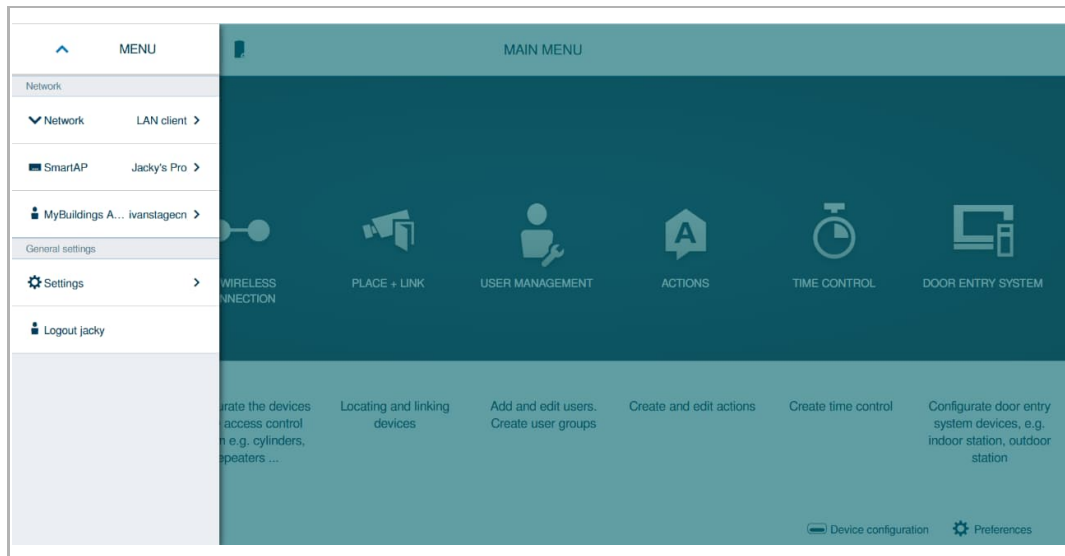 MENU
MAIN MENU
Network
Network LAN client
SmartAP Jacky's Pro
MyBuildings A... ivanstagecn
General settings
Settings
Logout jacky
WIRELESS
NNECTION
PLACE + LINK
USER MANAGEMENT
ACTIONS
TIME CONTROL
DOOR ENTRY SYSTEM
urate the devices
access control
e.g. cylinders,
epeaters ...
Locating and linking
devices
Add and edit users.
Create user groups
Create and edit actions
Create time control
Configurate door entry
system devices, e.g.
indoor station, outdoor
station
Device configuration
Preferences